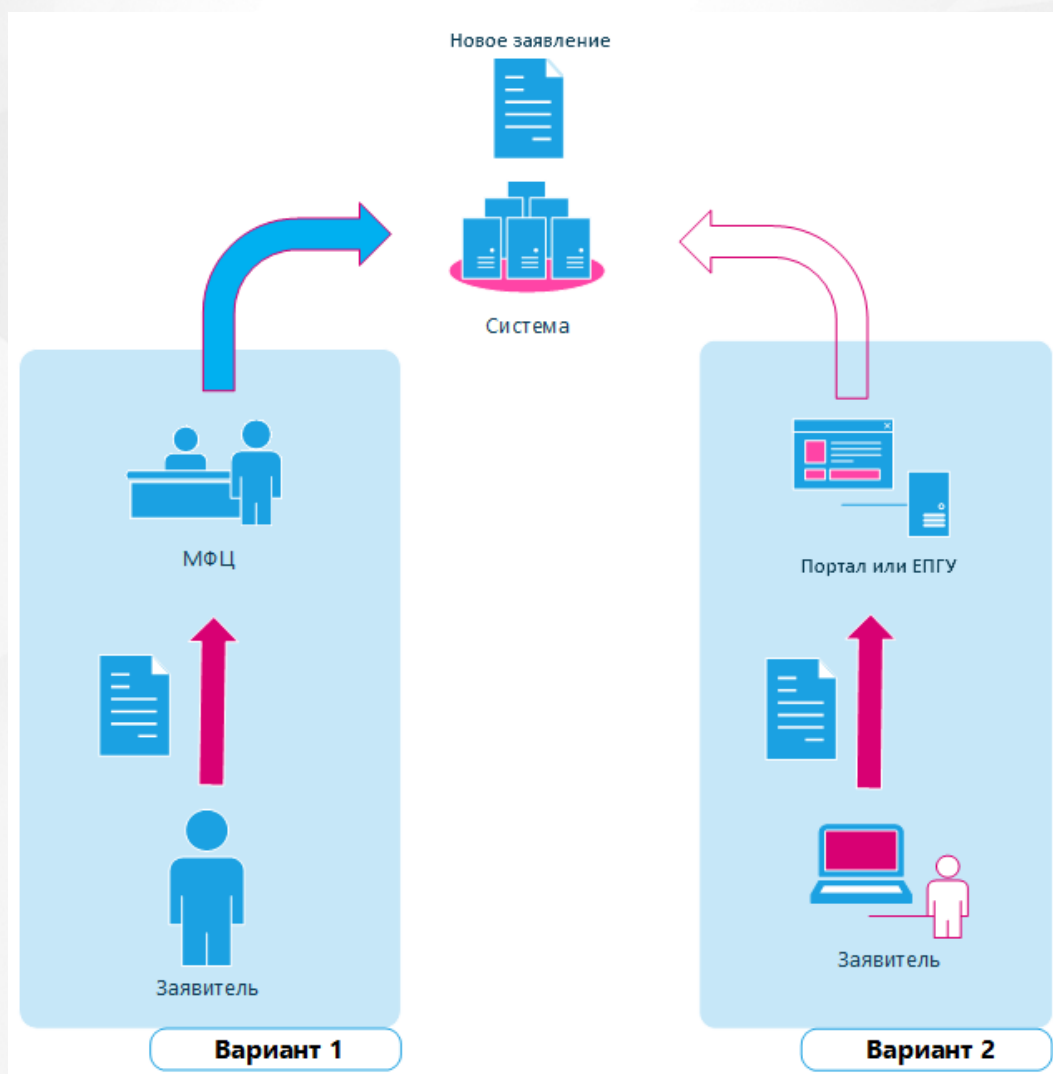 Новое заявление
Система
МФЦ
Заявитель
Вариант 1
Портал или ЕПГУ
Заявитель
Вариант 2